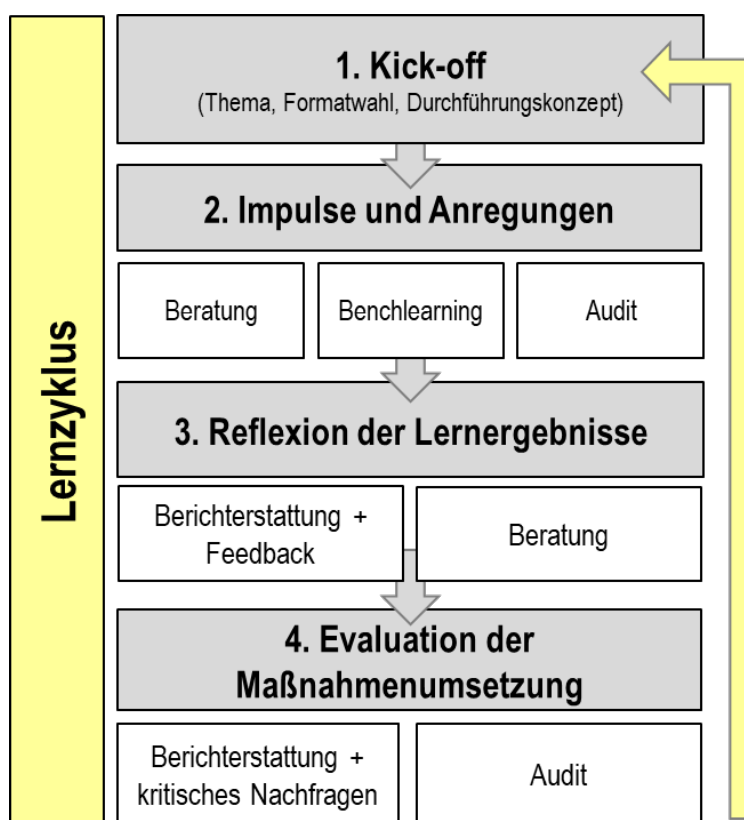 Lernzyklus
1. Kick-off
(Thema, Formatwahl, Durchführungskonzept)
2. Impulse und Anregungen
Beratung
Benchlearning
Audit
3. Reflexion der Lernergebnisse
Berichterstattung +
Feedback
Beratung
4. Evaluation der
Maßnahmenumsetzung
Berichterstattung +
kritisches Nachfragen
Audit